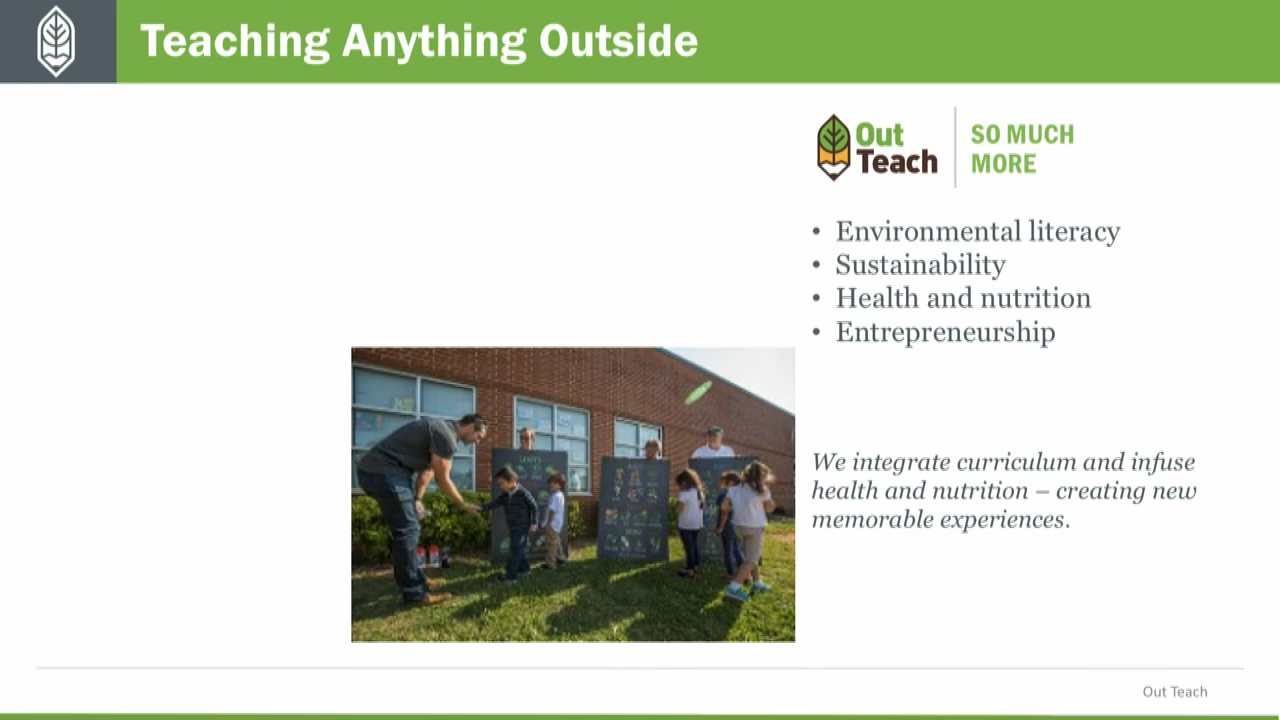 Teaching Anything Outside
Out
Teach
SO MUCH
MORE
• Environmental literacy
• Sustainability
• Health and nutrition
• Entrepreneurship
We integrate curriculum and infuse
health and nutrition – creating new
memorable experiences.
Out Teach